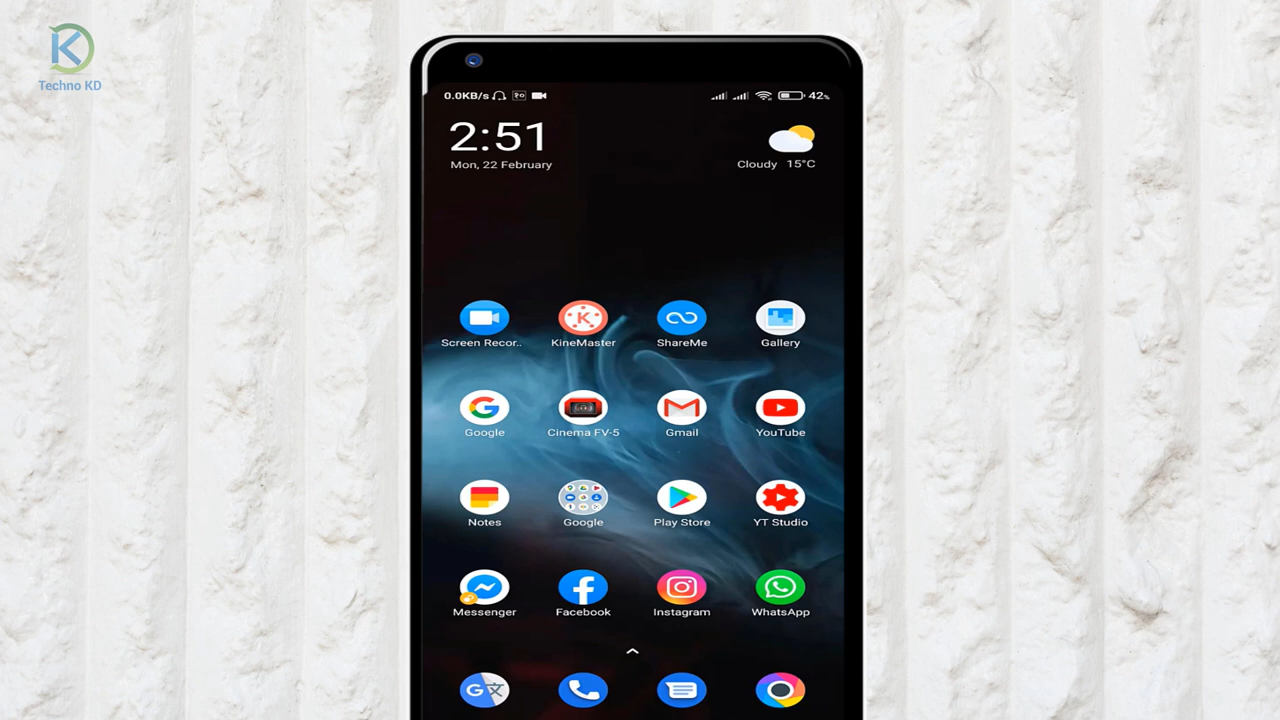 Techno KD
0.0KB/s 42%
2:51
Mon, 22 February
Cloudy 15°C
Screen Recor.. KineMaster ShareMe Gallery
Google Cinema FV-5 Gmail YouTube
Notes Google Play Store YT Studio
Messenger Facebook Instagram WhatsApp